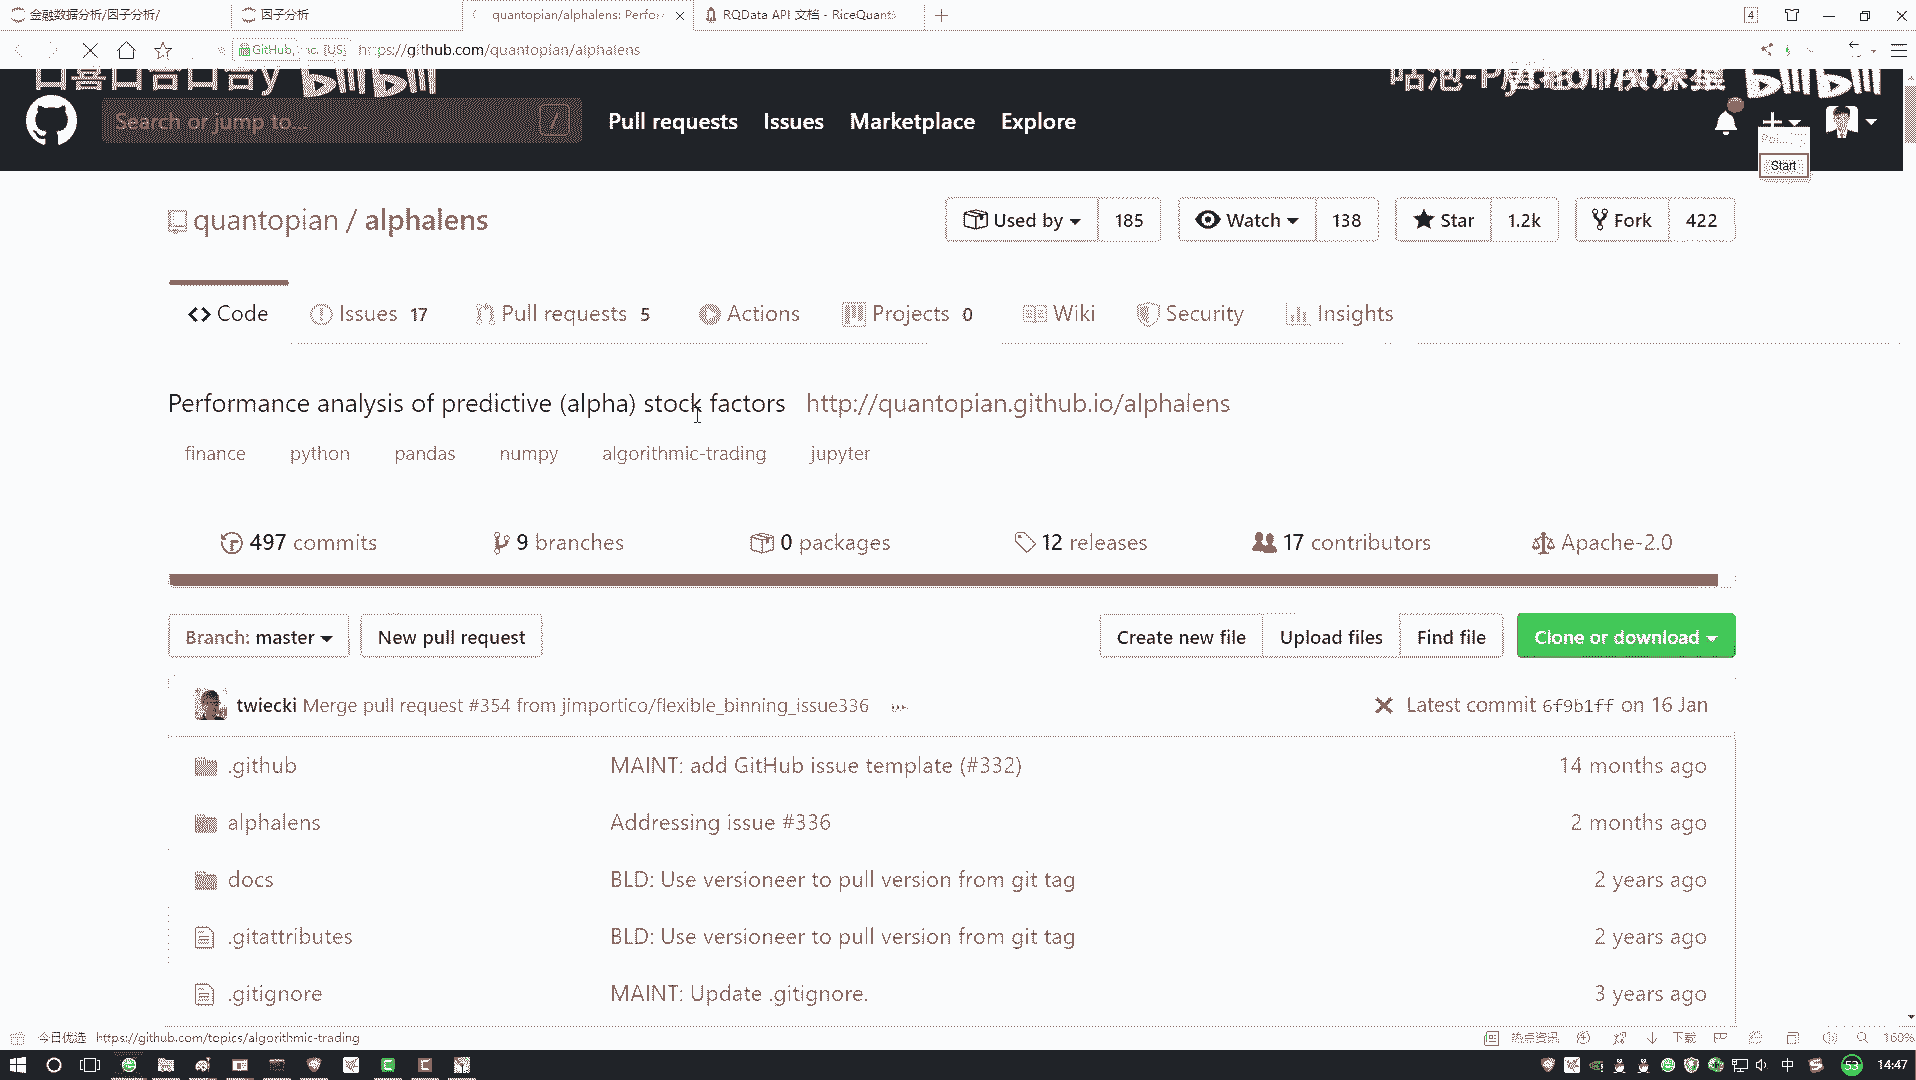 金融数据分析/因子分析/
因子分析
quantopian/alphalens: Perfo
RQData API 文档 - RiceQuant
4
GitHub, Inc. [US]
https://github.com/quantopian/alphalens
bilibili
bilibili
Search or jump to...
/
Pull requests
Issues
Marketplace
Explore
Start
quantopian / alphalens
Used by 185
Watch 138
Star 1.2k
Fork 422
Code
Issues 17
Pull requests 5
Actions
Projects 0
Wiki
Security
Insights
Performance analysis of predictive (alpha) stock factors http://quantopian.github.io/alphalens
finance python pandas numpy algorithmic-trading jupyter
497 commits
9 branches
0 packages
12 releases
17 contributors
Apache-2.0
Branch: master
New pull request
Create new file
Upload files
Find file
Clone or download
twiecki Merge pull request #354 from jimportico/flexible_binning_issue336 ...
Latest commit 6f9b1ff on 16 Jan
.github MAINT: add GitHub issue template (#332) 14 months ago
alphalens Addressing issue #336 2 months ago
docs BLD: Use versioneer to pull version from git tag 2 years ago
.gitattributes BLD: Use versioneer to pull version from git tag 2 years ago
.gitignore MAINT: Update .gitignore. 3 years ago
今日优选 https://github.com/topics/algorithmic-trading
热点资讯
下载
160%
中
53
14:47